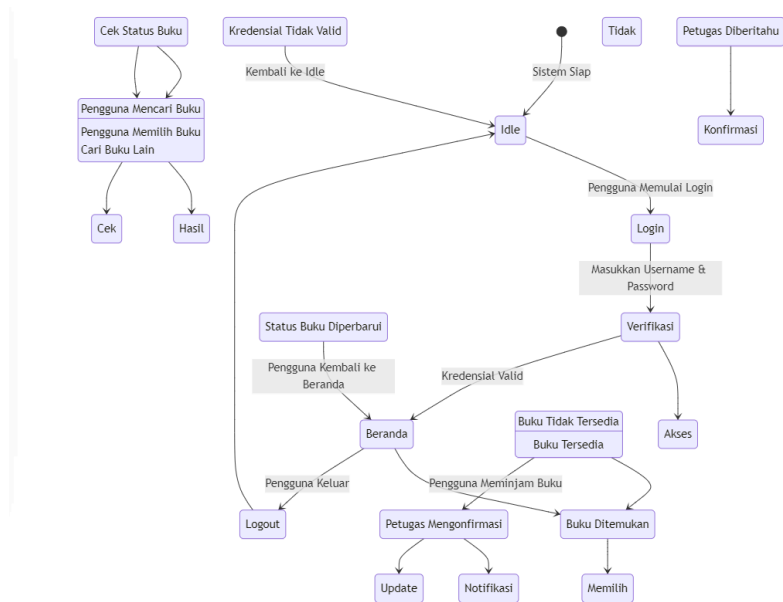 Cek Status Buku
Kredensial Tidak Valid
Tidak
Petugas Diberitahu
Kembali ke Idle
Sistem Siap
Pengguna Mencari Buku
Pengguna Memilih Buku
Cari Buku Lain
Idle
Konfirmasi
Pengguna Memulai Login
Cek
Hasil
Login
Masukkan Username &
Password
Status Buku Diperbarui
Verifikasi
Pengguna Kembali ke
Beranda
Kredensial Valid
Beranda
Buku Tidak Tersedia
Buku Tersedia
Akses
Pengguna Keluar
Pengguna Meminjam Buku
Logout
Petugas Mengonfirmasi
Buku Ditemukan
Update
Notifikasi
Memilih